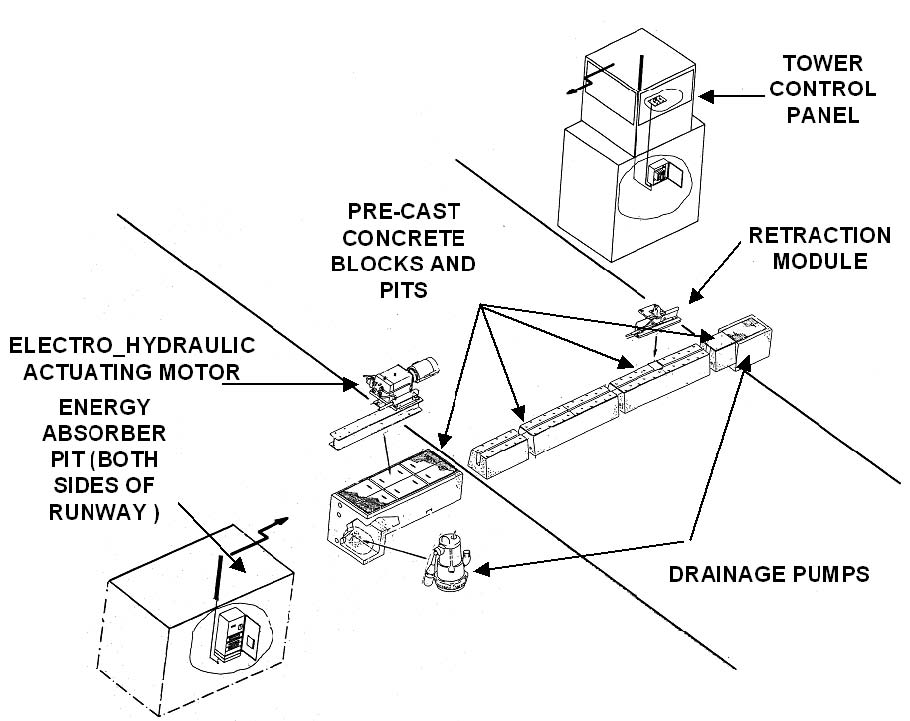 TOWER
CONTROL
PANEL
PRE-CAST
CONCRETE
BLOCKS AND
PITS
RETRACTION
MODULE
ELECTRO_HYDRAULIC
ACTUATING MOTOR
ENERGY
ABSORBER
PIT (BOTH
SIDES OF
RUNWAY )
DRAINAGE PUMPS